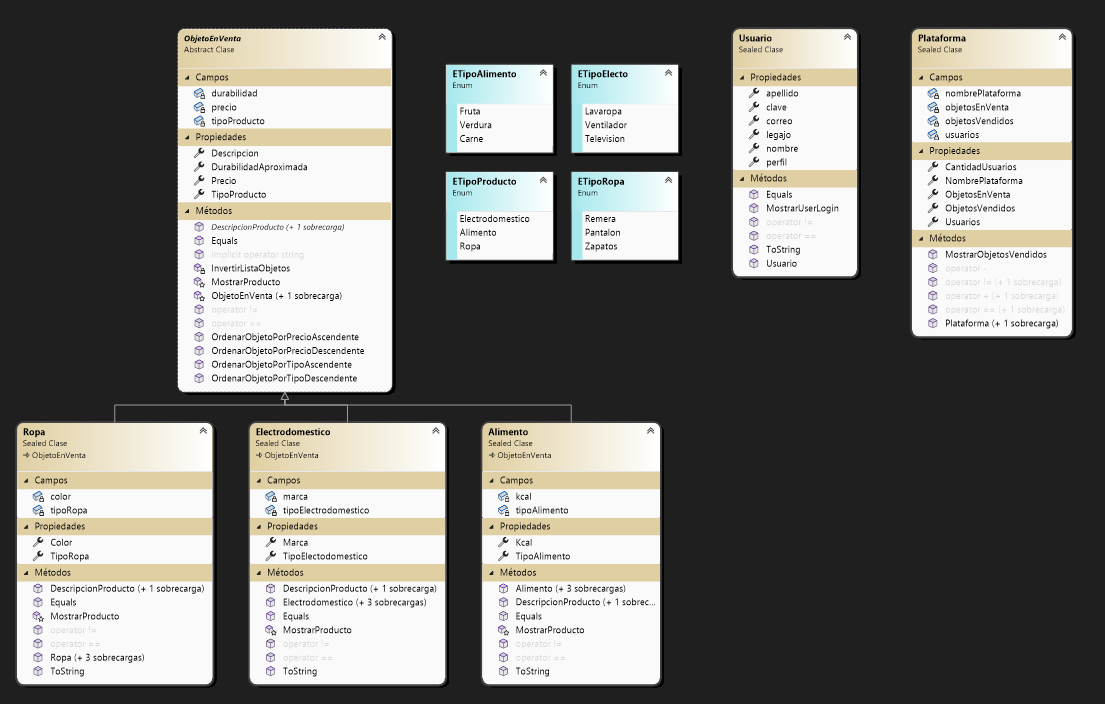 ObjetoEnVenta
Abstract Clase
Campos
durabilidad
precio
tipoProducto
Propiedades
Descripcion
DurabilidadAproximada
Precio
TipoProducto
Métodos
DescripcionProducto (+ 1 sobrecarga)
Equals
implicit operator string
InvertirListaObjetos
MostrarProducto
ObjetoEnVenta (+ 1 sobrecarga)
operator !=
operator ==
OrdenarObjetoPorPrecioAscendente
OrdenarObjetoPorPrecioDescendente
OrdenarObjetoPorTipoAscendente
OrdenarObjetoPorTipoDescendente
ETipoAlimento
Enum
Fruta
Verdura
Carne
ETipoElecto
Enum
Lavaropa
Ventilador
Television
ETipoProducto
Enum
Electrodomestico
Alimento
Ropa
ETipoRopa
Enum
Remera
Pantalon
Zapatos
Usuario
Sealed Clase
Propiedades
apellido
clave
correo
legajo
nombre
perfil
Métodos
Equals
MostrarUserLogin
operator !=
operator ==
ToString
Usuario
Plataforma
Sealed Clase
Campos
nombrePlataforma
objetosEnVenta
objetosVendidos
usuarios
Propiedades
CantidadUsuarios
NombrePlataforma
ObjetosEnVenta
ObjetosVendidos
Usuarios
Métodos
MostrarObjetosVendidos
operator -
operator != (+ 1 sobrecarga)
operator + (+ 1 sobrecarga)
operator == (+ 1 sobrecarga)
Plataforma (+ 1 sobrecarga)
Ropa
Sealed Clase
ObjetoEnVenta
Campos
color
tipoRopa
Propiedades
Color
TipoRopa
Métodos
DescripcionProducto (+ 1 sobrecarga)
Equals
MostrarProducto
operator !=
operator ==
Ropa (+ 3 sobrecargas)
ToString
Electrodomestico
Sealed Clase
ObjetoEnVenta
Campos
marca
tipoElectrodomestico
Propiedades
Marca
TipoElectodomestico
Métodos
DescripcionProducto (+ 1 sobrecarga)
Electrodomestico (+ 3 sobrecargas)
Equals
MostrarProducto
operator !=
operator ==
ToString
Alimento
Sealed Clase
ObjetoEnVenta
Campos
kcal
tipoAlimento
Propiedades
Kcal
TipoAlimento
Métodos
Alimento (+ 3 sobrecargas)
DescripcionProducto (+ 1 sobrec...
Equals
MostrarProducto
operator !=
operator ==
ToString